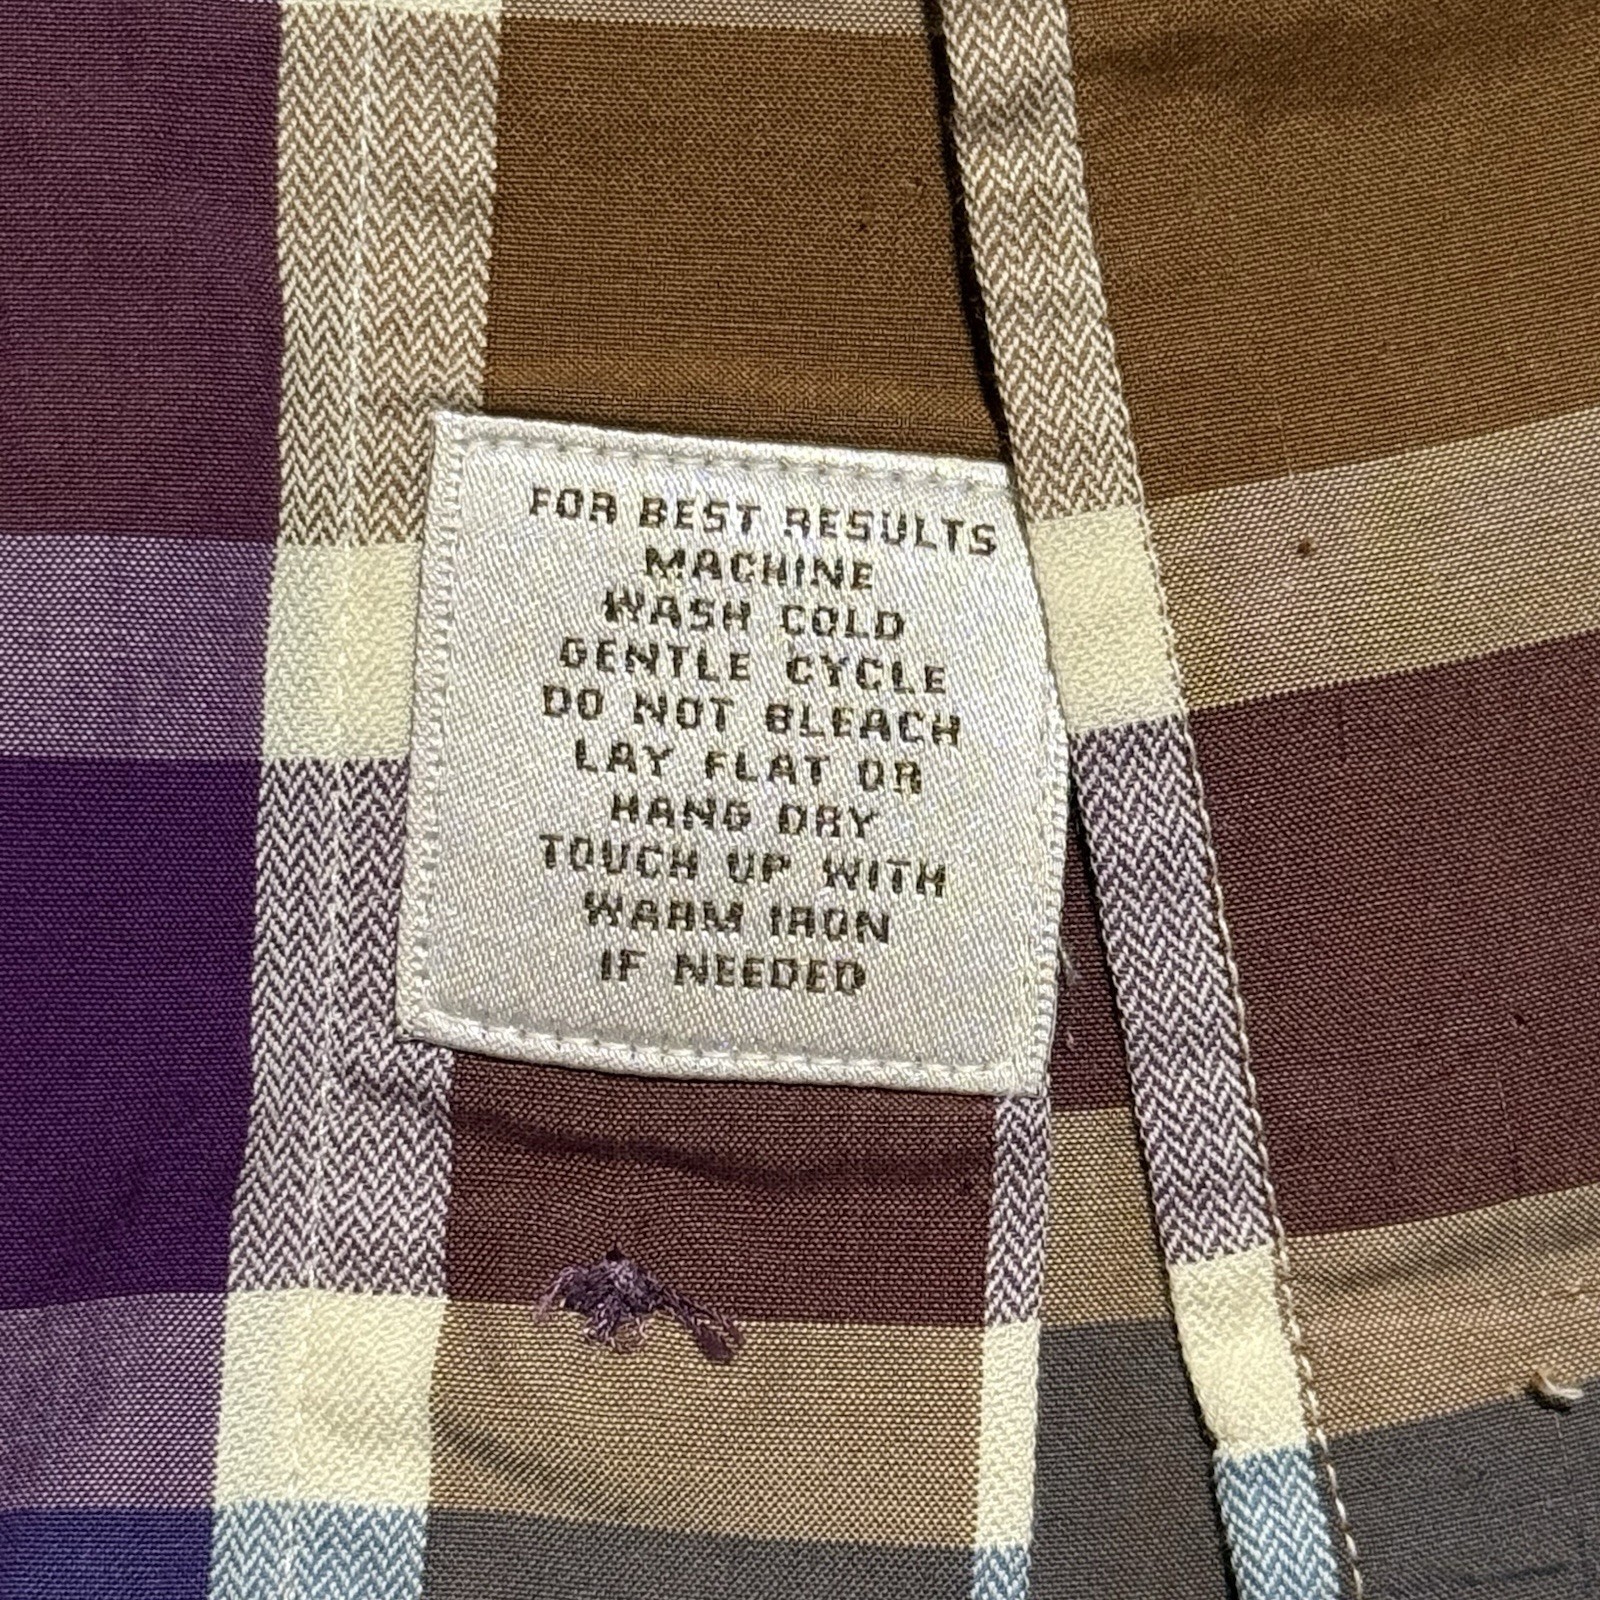 FOR BEST RESULTS
MACHINE
WASH COLD
GENTLE CYCLE
DO NOT BLEACH
LAY FLAT OR
HANG DRY
TOUCH UP WITH
WARM IRON
IF NEEDED